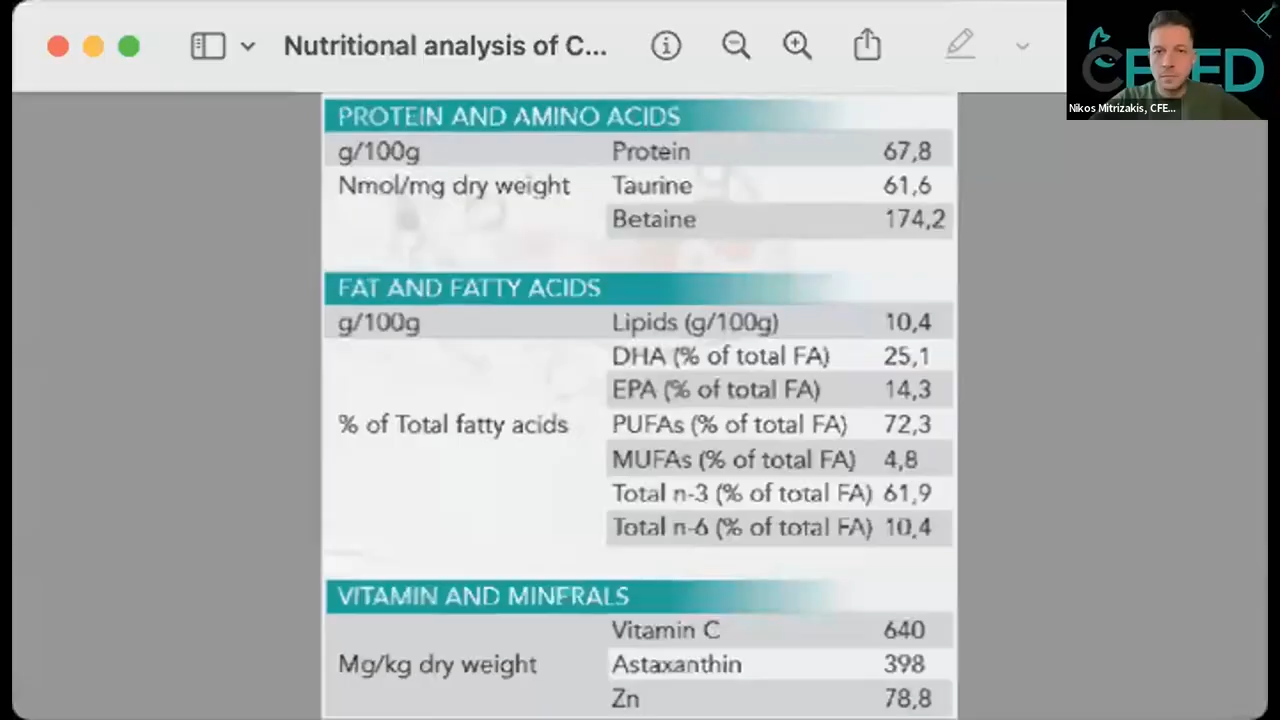 Nutritional analysis of C...
CFEED
Nikos Mitrizakis, CFE...
PROTEIN AND AMINO ACIDS
g/100g Protein 67,8
Nmol/mg dry weight Taurine 61,6
Betaine 174,2
FAT AND FATTY ACIDS
g/100g Lipids (g/100g) 10,4
DHA (% of total FA) 25,1
EPA (% of total FA) 14,3
% of Total fatty acids PUFAs (% of total FA) 72,3
MUFAs (% of total FA) 4,8
Total n-3 (% of total FA) 61,9
Total n-6 (% of total FA) 10,4
VITAMIN AND MINERALS
Vitamin C 640
Mg/kg dry weight Astaxanthin 398
Zn 78,8